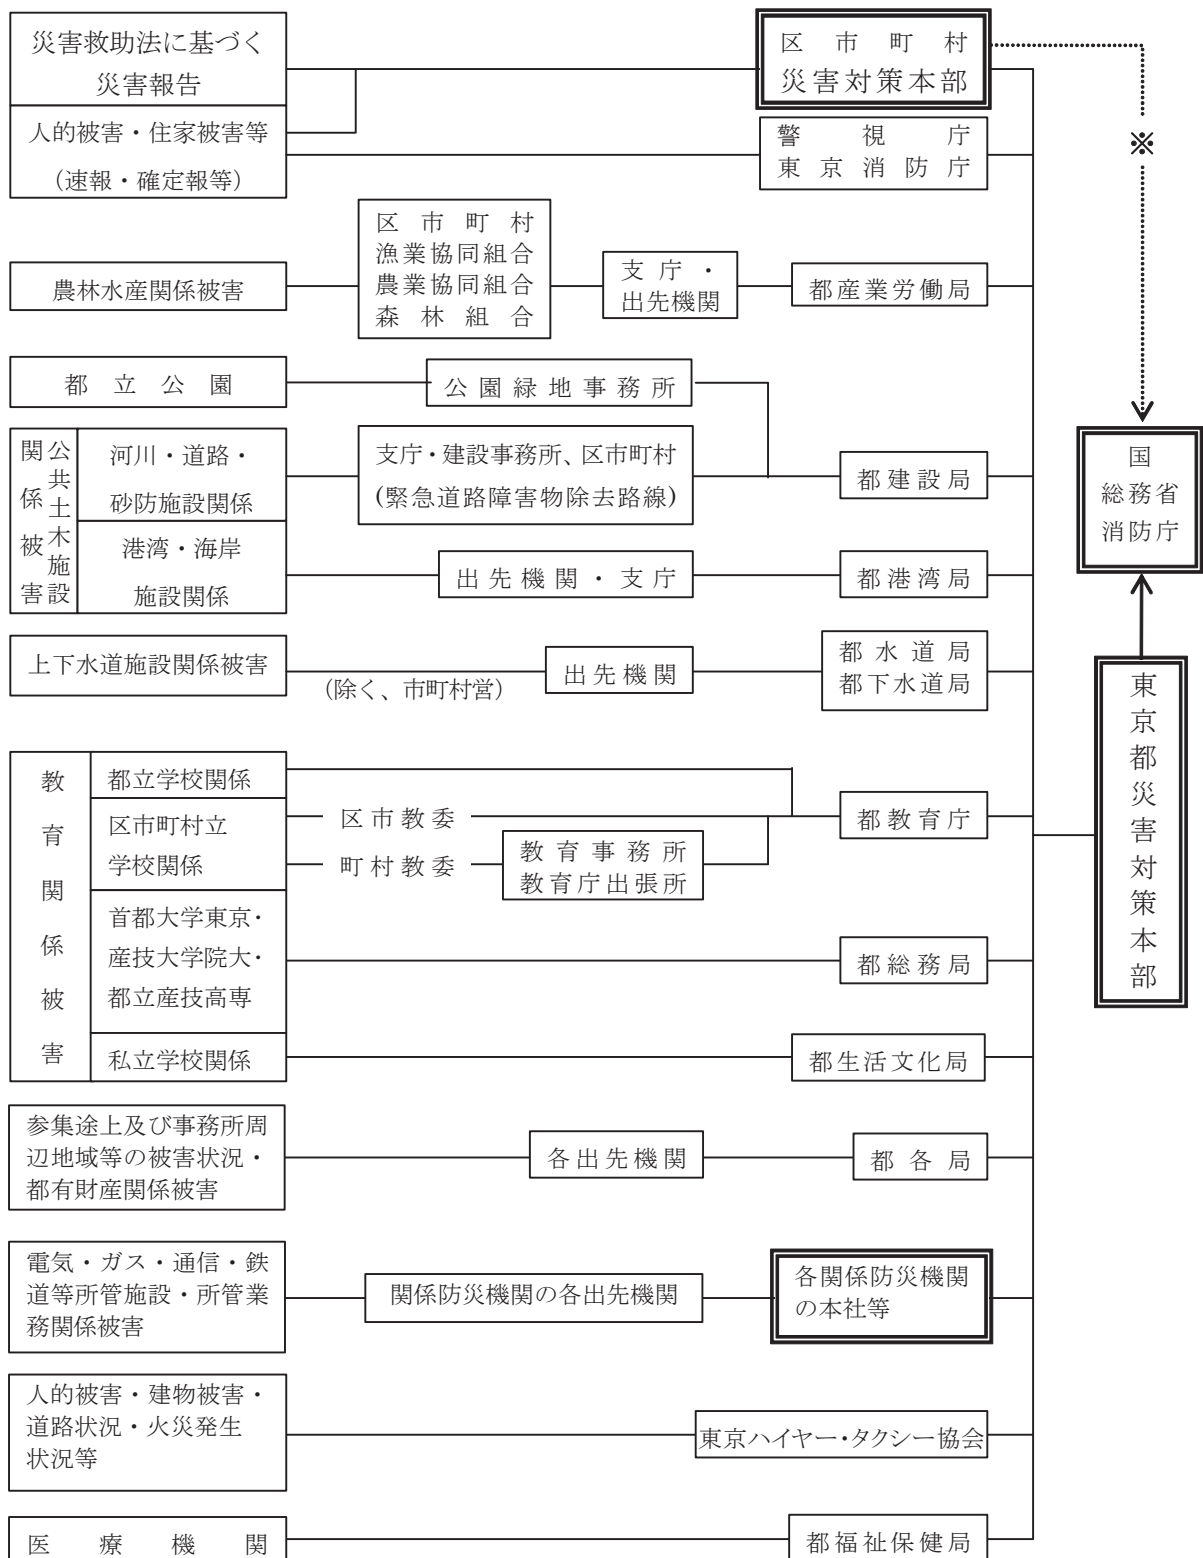 災害救助法に基づく
災害報告
区市町村
災害対策本部
人的被害・住家被害等
(速報・確定報等)
警視庁
東京消防庁
※
農林水産関係被害
区市町村
漁業協同組合
農業協同組合
森林組合
支庁・
出先機関
都産業労働局
都立公園
公園緑地事務所
公共土木施設
関係被害
河川・道路・
砂防施設関係
支庁・建設事務所、区市町村
(緊急道路障害物除去路線)
都建設局
国
総務省
消防庁
港湾・海岸
施設関係
出先機関・支庁
都港湾局
上下水道施設関係被害
(除く、市町村営)
出先機関
都水道局
都下水道局
東京都災害対策本部
教育関係被害
都立学校関係
区市町村立
学校関係
区市教委
町村教委
教育事務所
教育庁出張所
都教育庁
首都大学東京・
産技大学院大・
都立産技高専
都総務局
私立学校関係
都生活文化局
参集途上及び事務所周
辺地域等の被害状況・
都有財産関係被害
各出先機関
都各局
電気・ガス・通信・鉄
道等所管施設・所管業
務関係被害
関係防災機関の各出先機関
各関係防災機関
の本社等
人的被害・建物被害・
道路状況・火災発生
状況等
東京ハイヤー・タクシー協会
医療機関
都福祉保健局